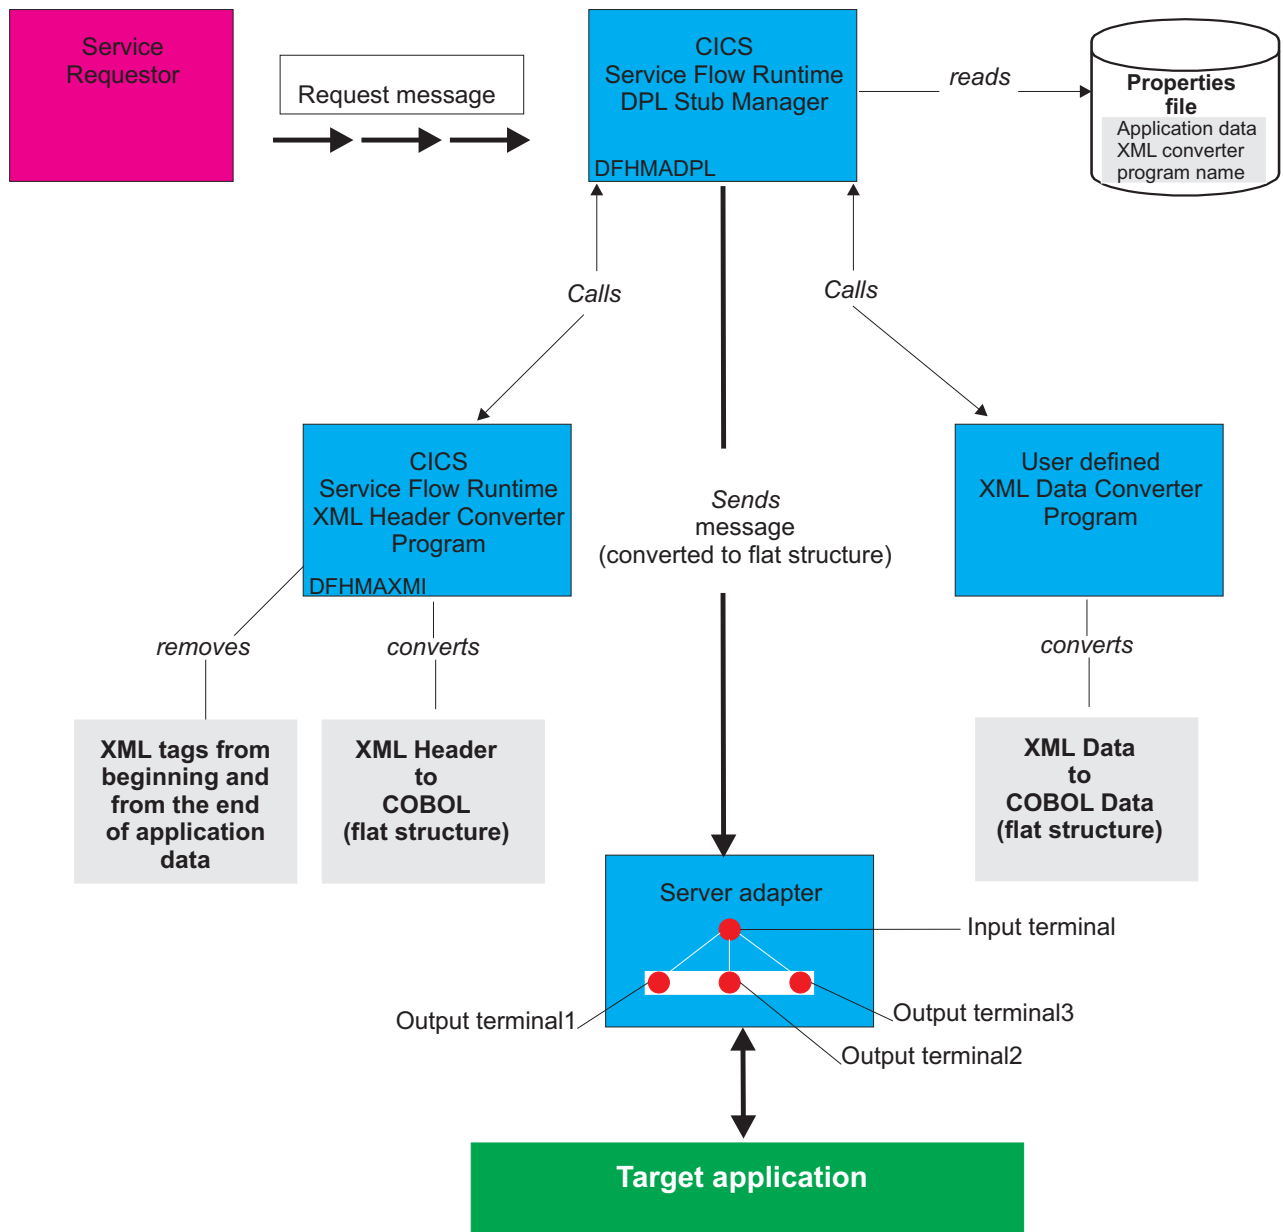 Service
Requestor
Request message
CICS
Service Flow Runtime
DPL Stub Manager
DFHMADPL
reads
Properties
file
Application data
XML converter
program name
Calls
Calls
CICS
Service Flow Runtime
XML Header Converter
Program
DFHMAXMI
Sends
message
(converted to flat structure)
User defined
XML Data Converter
Program
removes
converts
converts
XML tags from
beginning and
from the end
of application
data
XML Header
to
COBOL
(flat structure)
XML Data
to
COBOL Data
(flat structure)
Server adapter
Input terminal
Output terminal1
Output terminal3
Output terminal2
Target application